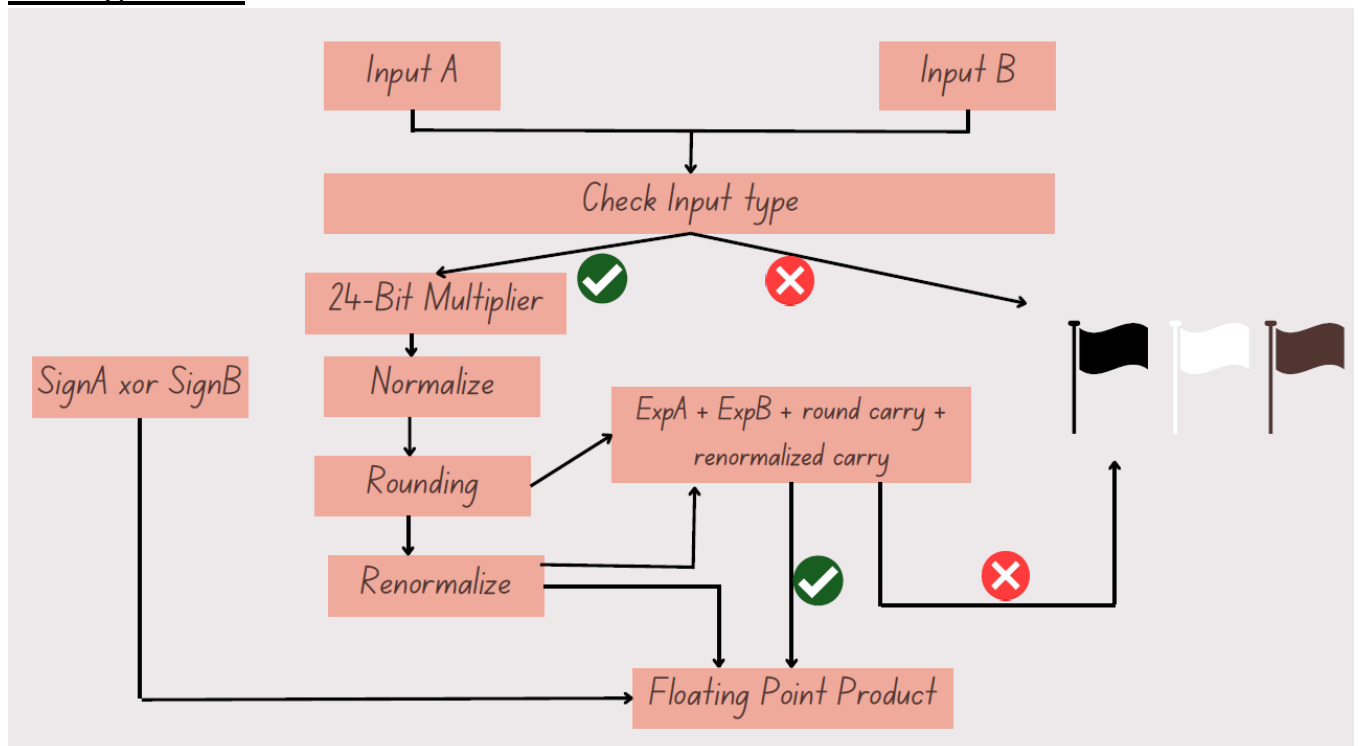 Input A
Input B
Check Input type
24-Bit Multiplier
SignA xor SignB
Normalize
ExpA + ExpB + round carry +
renormalized carry
Rounding
Renormalize
Floating Point Product